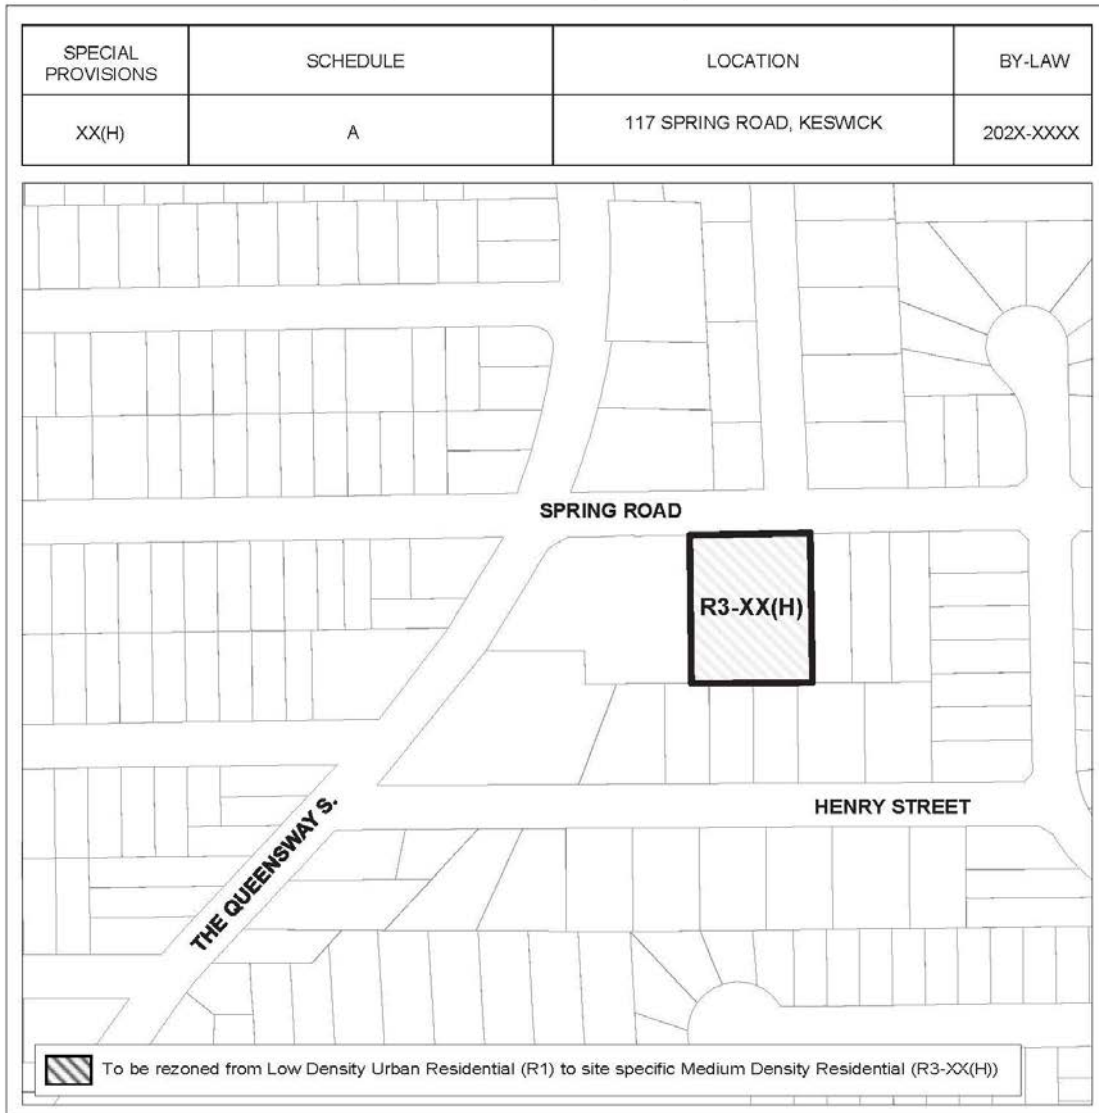 SPECIAL
PROVISIONS
SCHEDULE
LOCATION
BY-LAW
XX(H)
A
117 SPRING ROAD, KESWICK
202X-XXXX
SPRING ROAD
R3-XX(H)
HENRY STREET
THE QUEENSWAY S.
To be rezoned from Low Density Urban Residential (R1) to site specific Medium Density Residential (R3-XX(H))